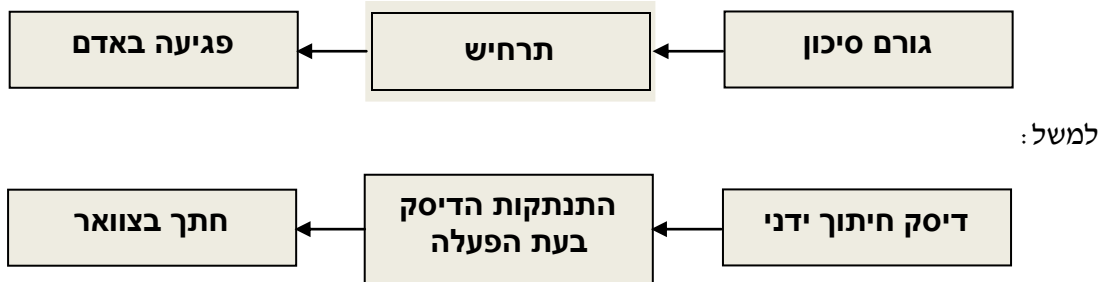 גורם סיכון
תרחיש
פגיעה באדם
למשל:
דיסק חיתוך ידני
התנתקות הדיסק
בעת הפעלה
חתך בצוואר